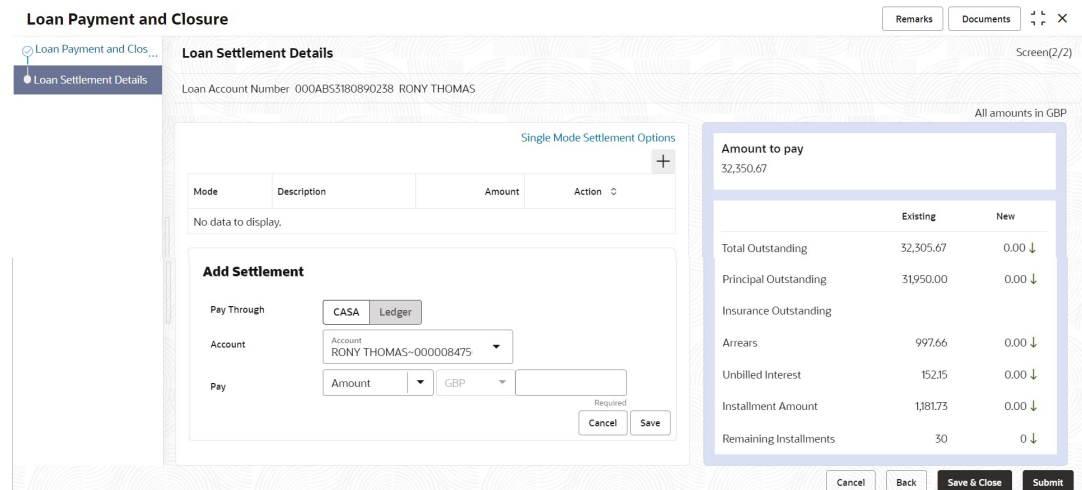 Loan Payment and Closure
Remarks
Documents
Loan Payment and Clos...
Loan Settlement Details
Loan Settlement Details
Screen(2/2)
Loan Account Number 000ABS3180890238 RONY THOMAS
All amounts in GBP
Single Mode Settlement Options
Mode Description Amount Action
No data to display.
Add Settlement
Pay Through CASA Ledger
Account
Account
RONY THOMAS~000008475
Pay Amount GBP
Required
Cancel Save
Amount to pay
32,350.67
Existing New
Total Outstanding 32,305.67 0.00
Principal Outstanding 31,950.00 0.00
Insurance Outstanding
Arrears 997.66 0.00
Unbilled Interest 152.15 0.00
Installment Amount 1,181.73 0.00
Remaining Installments 30 0
Cancel Back Save & Close Submit